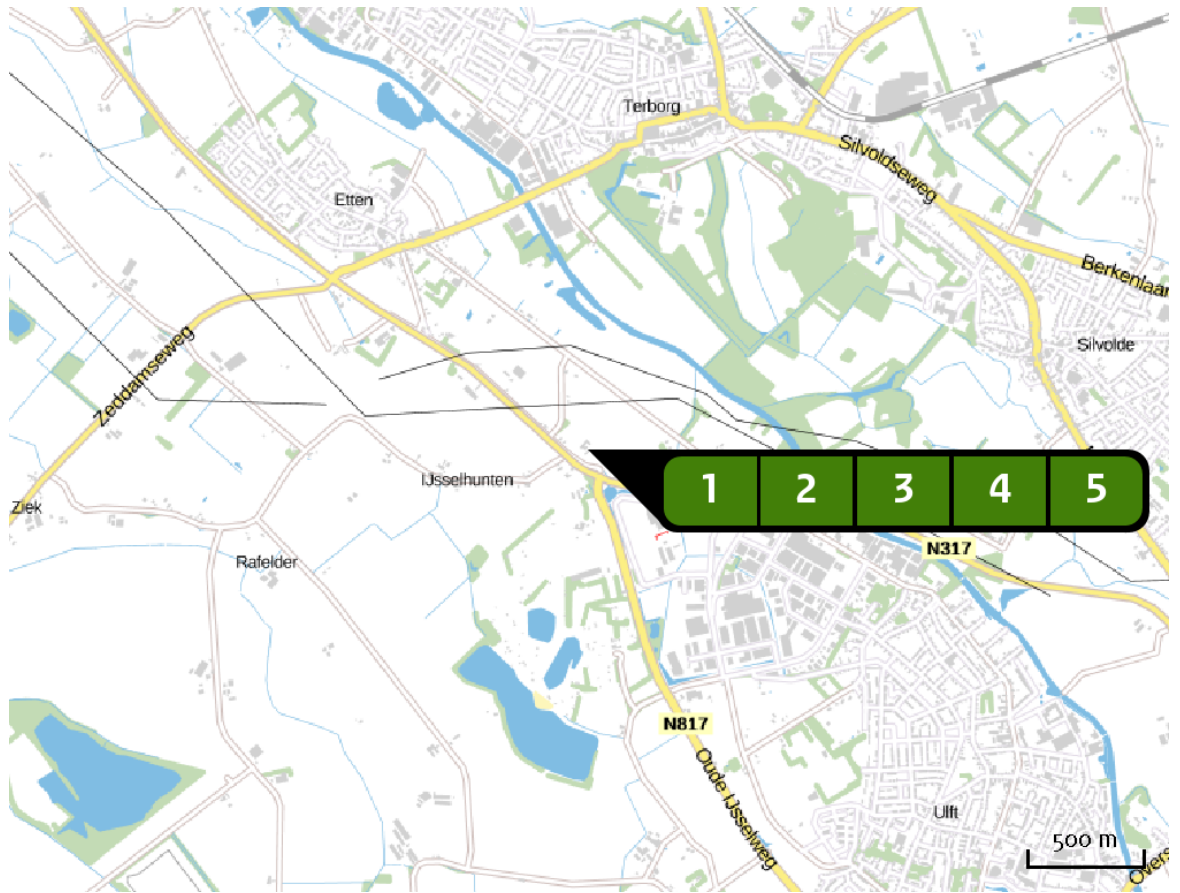 Terborg
Silvoldseweg
Etten
Berkenlaan
Zeddamseweg
Silvolde
IJsselhunten
1 2 3 4 5
Ziek
N317
Rafelder
N817
Oude IJsselweg
Ulft
500 m
Overs